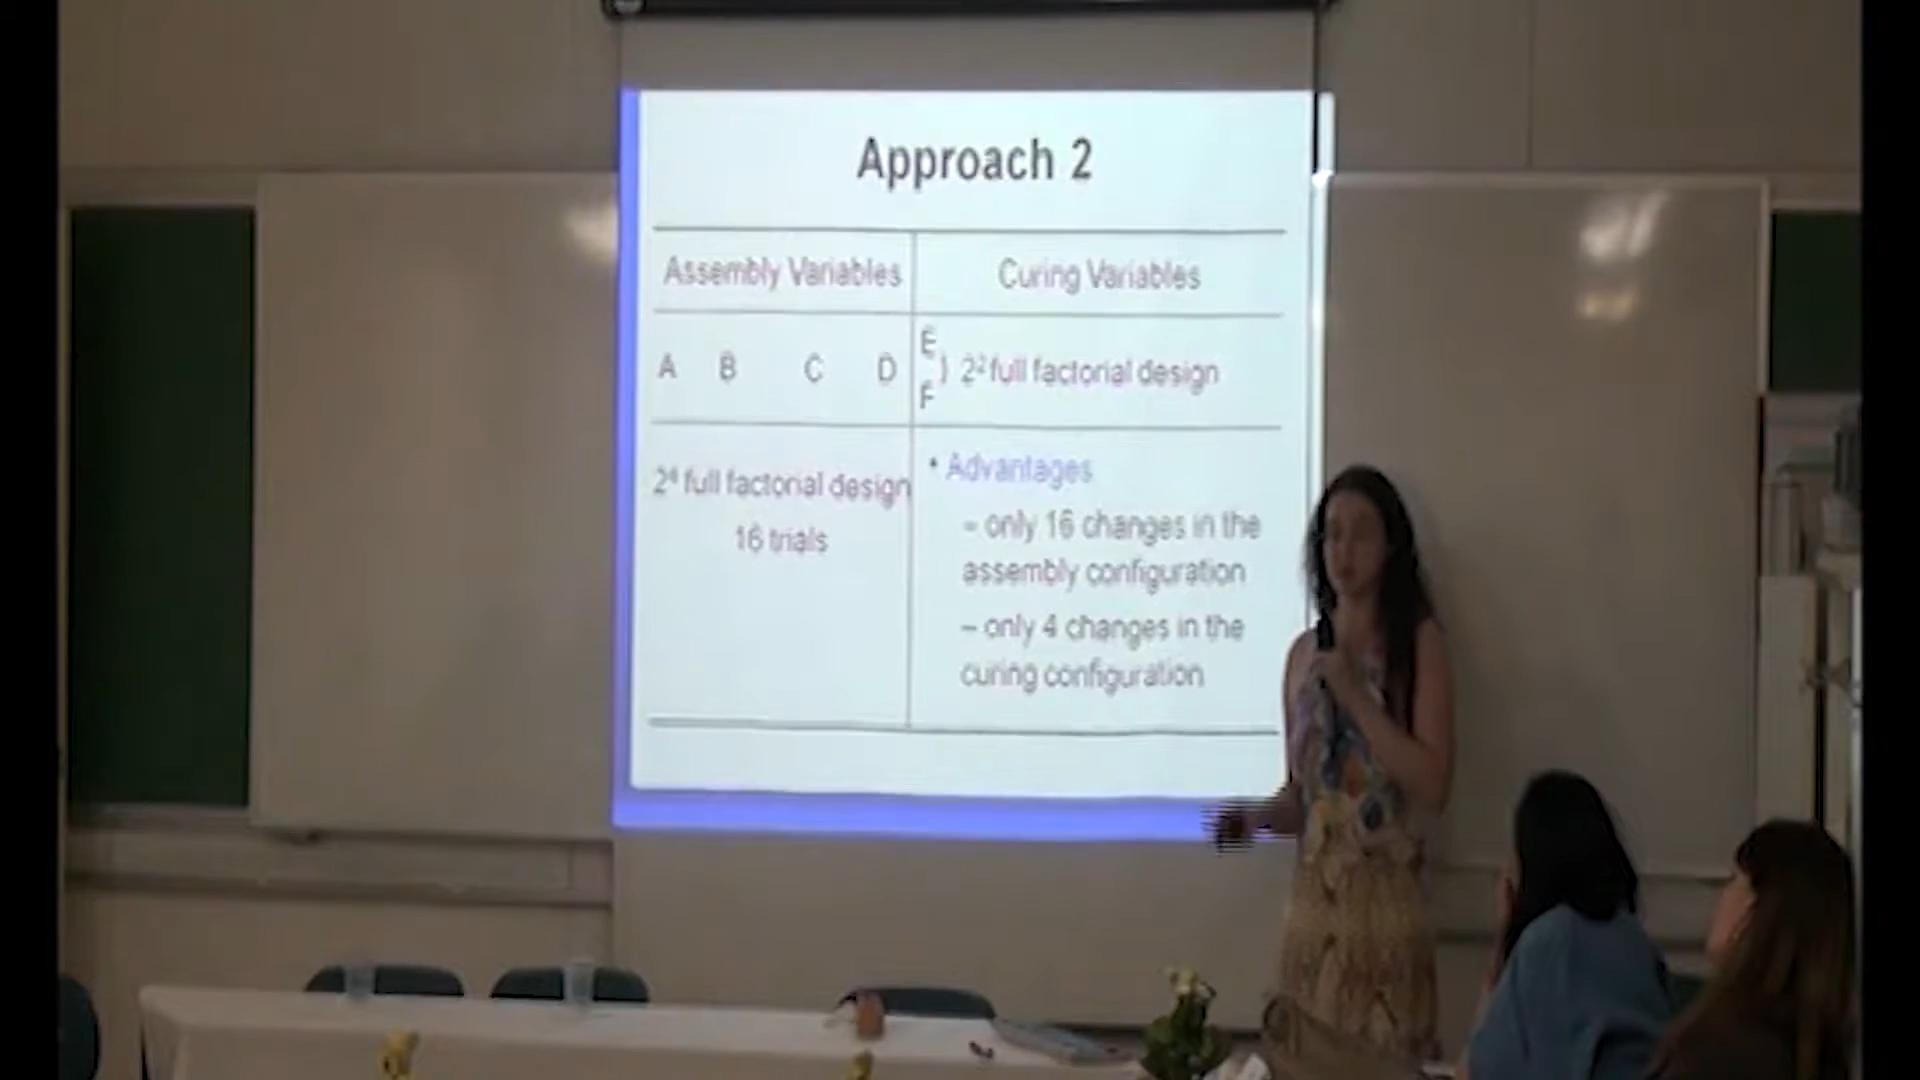 Approach 2
Assembly Variables
Curing Variables
A B C D
E
F
} 2² full factorial design
2⁴ full factorial design
16 trials
• Advantages
– only 16 changes in the
assembly configuration
– only 4 changes in the
curing configuration